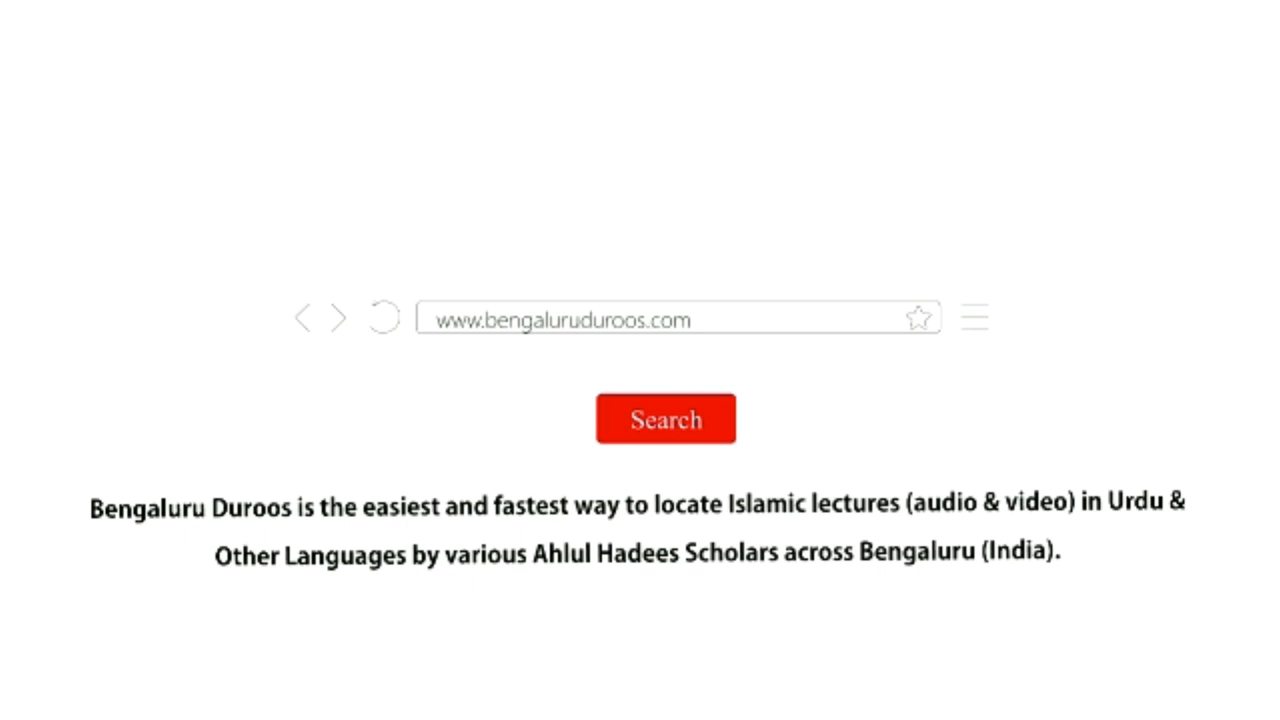 www.bengaluruduroos.com
Search
Bengaluru Duroos is the easiest and fastest way to locate Islamic lectures (audio & video) in Urdu &
Other Languages by various Ahlul Hadees Scholars across Bengaluru (India).